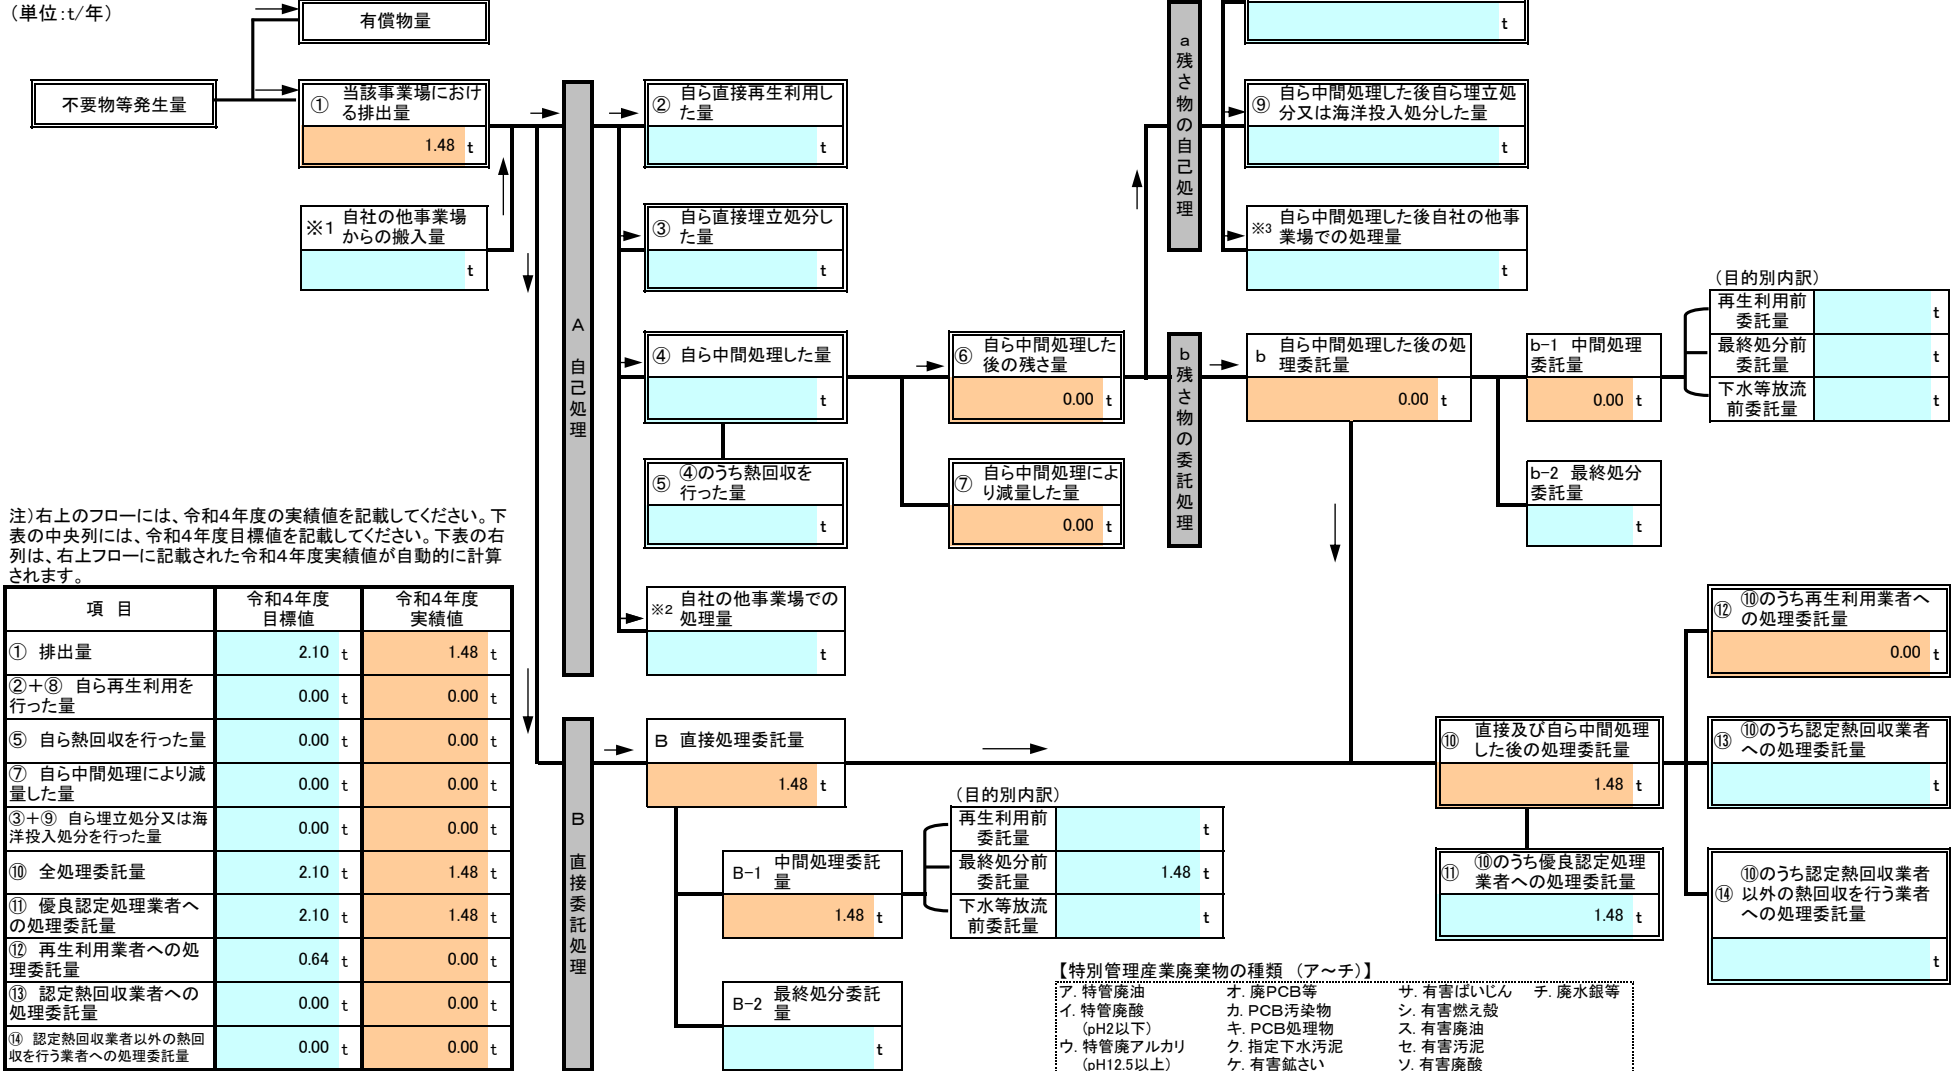 (単位:t/年)
有償物量
不要物等発生量
① 当該事業場におけ
る排出量
1.48 t
※1 自社の他事業場
からの搬入量
t
A
自己処理
② 自ら直接再生利用し
た量
t
③ 自ら直接埋立処分し
た量
t
④ 自ら中間処理した量
t
⑤ ④のうち熱回収を
行った量
t
※2 自社の他事業場での
処理量
t
⑥ 自ら中間処理した
後の残さ量
0.00 t
⑦ 自ら中間処理によ
り減量した量
0.00 t
a
残さ物の自己処理
t
⑨ 自ら中間処理した後自ら埋立処
分又は海洋投入処分した量
t
※3 自ら中間処理した後自社の他事
業場での処理量
t
b
残さ物の委託処理
b 自ら中間処理した後の処
理委託量
0.00 t
b-1 中間処理
委託量
0.00 t
b-2 最終処分
委託量
t
(目的別内訳)
再生利用前
委託量
t
最終処分前
委託量
t
下水等放流
前委託量
t
注)右上のフローには、令和4年度の実績値を記載してください。下
表の中央列には、令和4年度目標値を記載してください。下表の右
列は、右上フローに記載された令和4年度実績値が自動的に計算
されます。
項 目 令和4年度
目標値 令和4年度
実績値
① 排出量 2.10 t 1.48 t
②+⑧ 自ら再生利用を
行った量 0.00 t 0.00 t
⑤ 自ら熱回収を行った量 0.00 t 0.00 t
⑦ 自ら中間処理により減
量した量 0.00 t 0.00 t
③+⑨ 自ら埋立処分又は海
洋投入処分を行った量 0.00 t 0.00 t
⑩ 全処理委託量 2.10 t 1.48 t
⑪ 優良認定処理業者へ
の処理委託量 2.10 t 1.48 t
⑫ 再生利用業者への処
理委託量 0.64 t 0.00 t
⑬ 認定熱回収業者への
処理委託量 0.00 t 0.00 t
⑭ 認定熱回収業者以外の熱回
収を行う業者への処理委託量 0.00 t 0.00 t
B
直接委託処理
B 直接処理委託量
1.48 t
B-1 中間処理委託
量
1.48 t
B-2 最終処分委託
量
t
(目的別内訳)
再生利用前
委託量
t
最終処分前
委託量
1.48 t
下水等放流
前委託量
t
⑩ 直接及び自ら中間処理
した後の処理委託量
1.48 t
⑪ ⑩のうち優良認定処理
業者への処理委託量
1.48 t
⑫ ⑩のうち再生利用業者へ
の処理委託量
0.00 t
⑬ ⑩のうち認定熱回収業者
への処理委託量
t
⑭ ⑩のうち認定熱回収業者
以外の熱回収を行う業者
への処理委託量
t
【特別管理産業廃棄物の種類 (ア～チ)】
ア. 特管廃油 オ. 廃PCB等 サ. 有害ばいじん チ. 廃水銀等
イ. 特管廃酸 カ. PCB汚染物 シ. 有害燃え殻
(pH2以下) キ. PCB処理物 ス. 有害廃油
ウ. 特管廃アルカリ ク. 指定下水汚泥 セ. 有害汚泥
(pH12.5以上) ケ. 有害鉱さい ソ. 有害廃酸